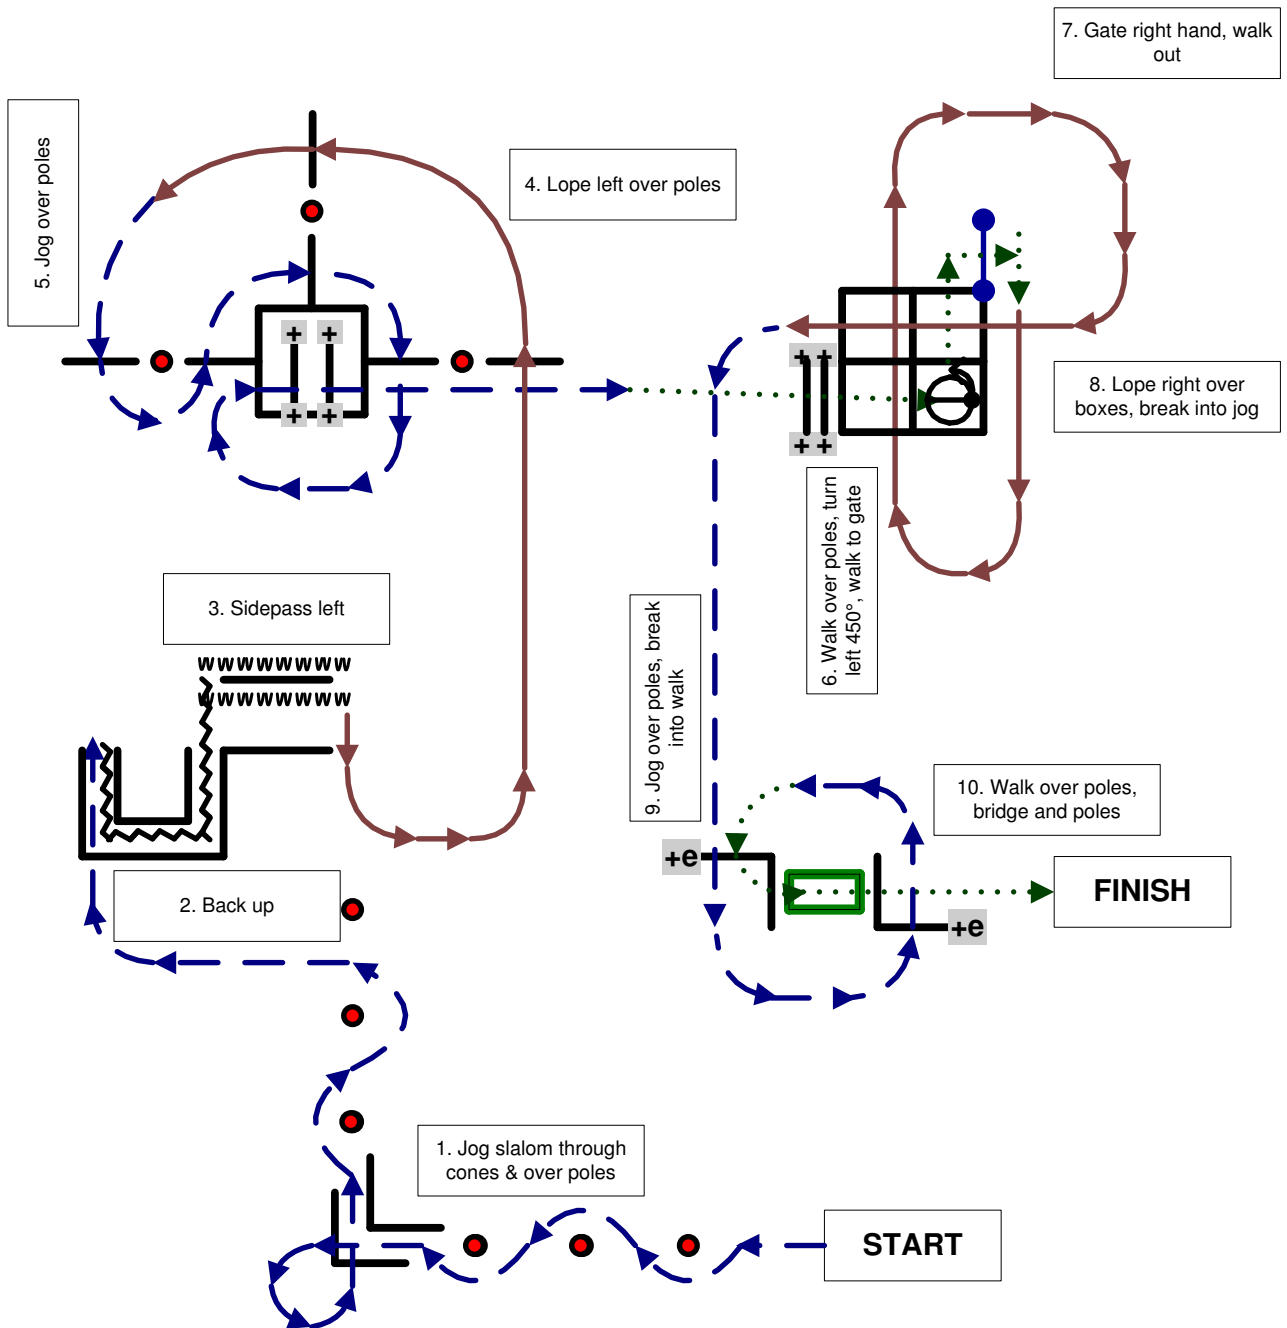 7. Gate right hand, walk
out
5. Jog over poles
4. Lope left over poles
+ +
+ +
+ +
+ +
8. Lope right over
boxes, break into jog
6. Walk over poles, turn
left 450°, walk to gate
3. Sidepass left
W W W W W W W W
W W W W W W W W
9. Jog over poles, break
into walk
10. Walk over poles,
bridge and poles
+e
FINISH
2. Back up
+e
1. Jog slalom through
cones & over poles
START